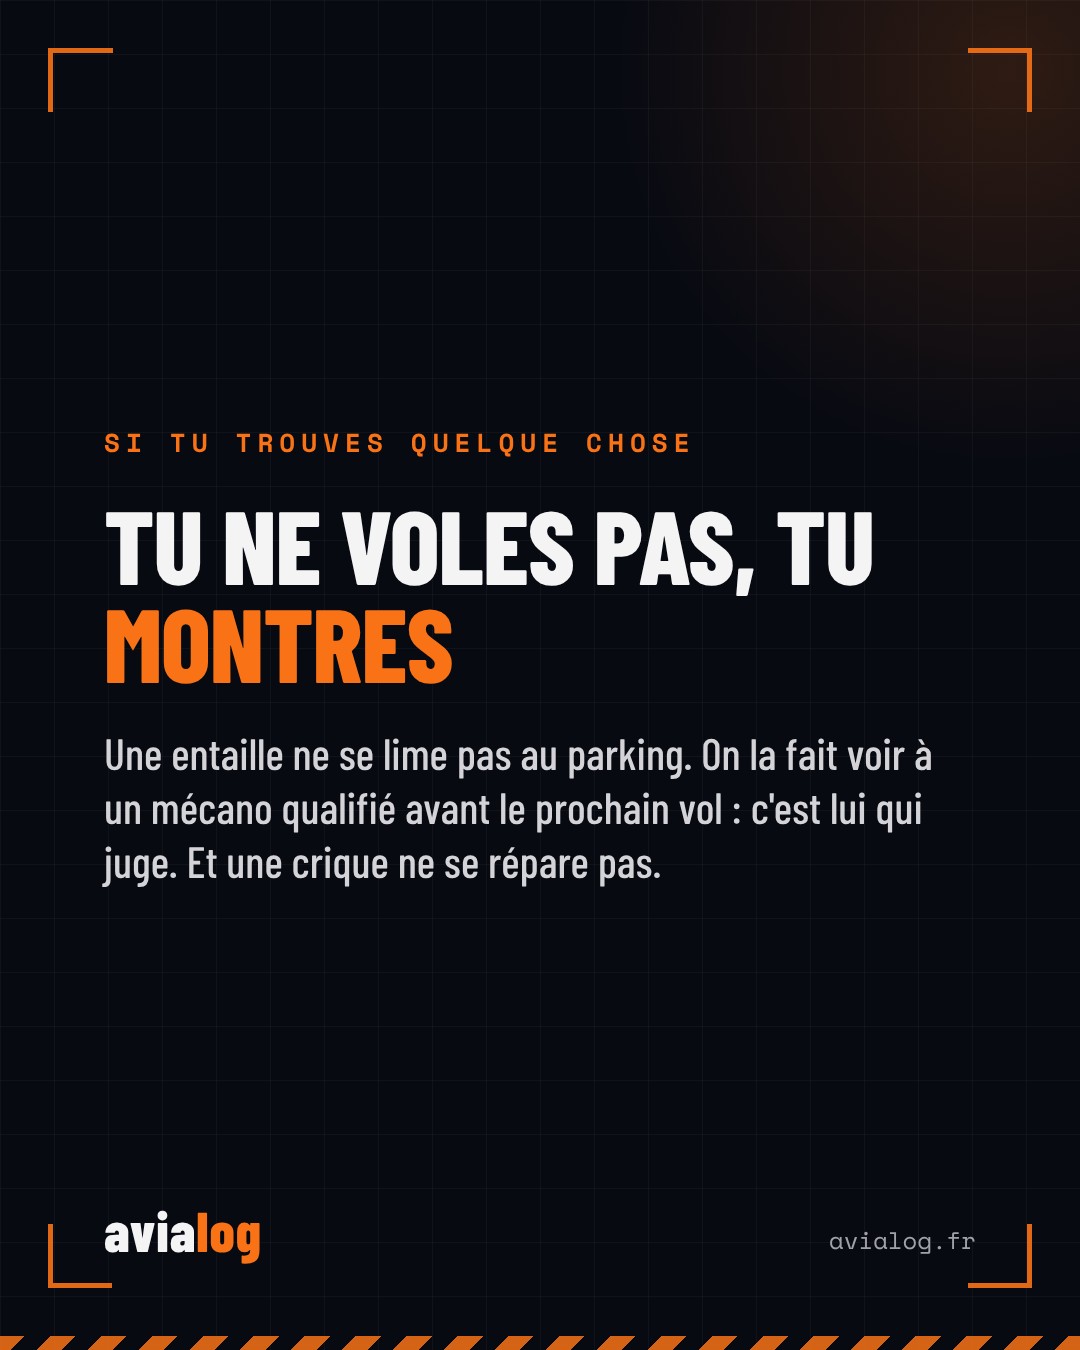 SI TU TROUVES QUELQUE CHOSE
TU NE VOLES PAS, TU
MONTRES
Une entaille ne se lime pas au parking. On la fait voir à
un mécano qualifié avant le prochain vol : c'est lui qui
juge. Et une crique ne se répare pas.
avialog
avialog.fr